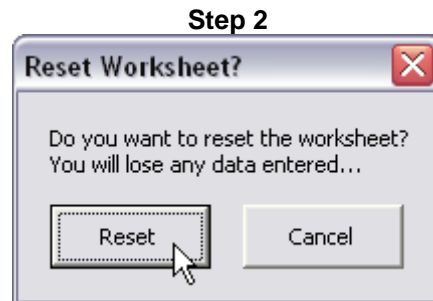 Step 2
Reset Worksheet?
Do you want to reset the worksheet?
You will lose any data entered...
Reset
Cancel